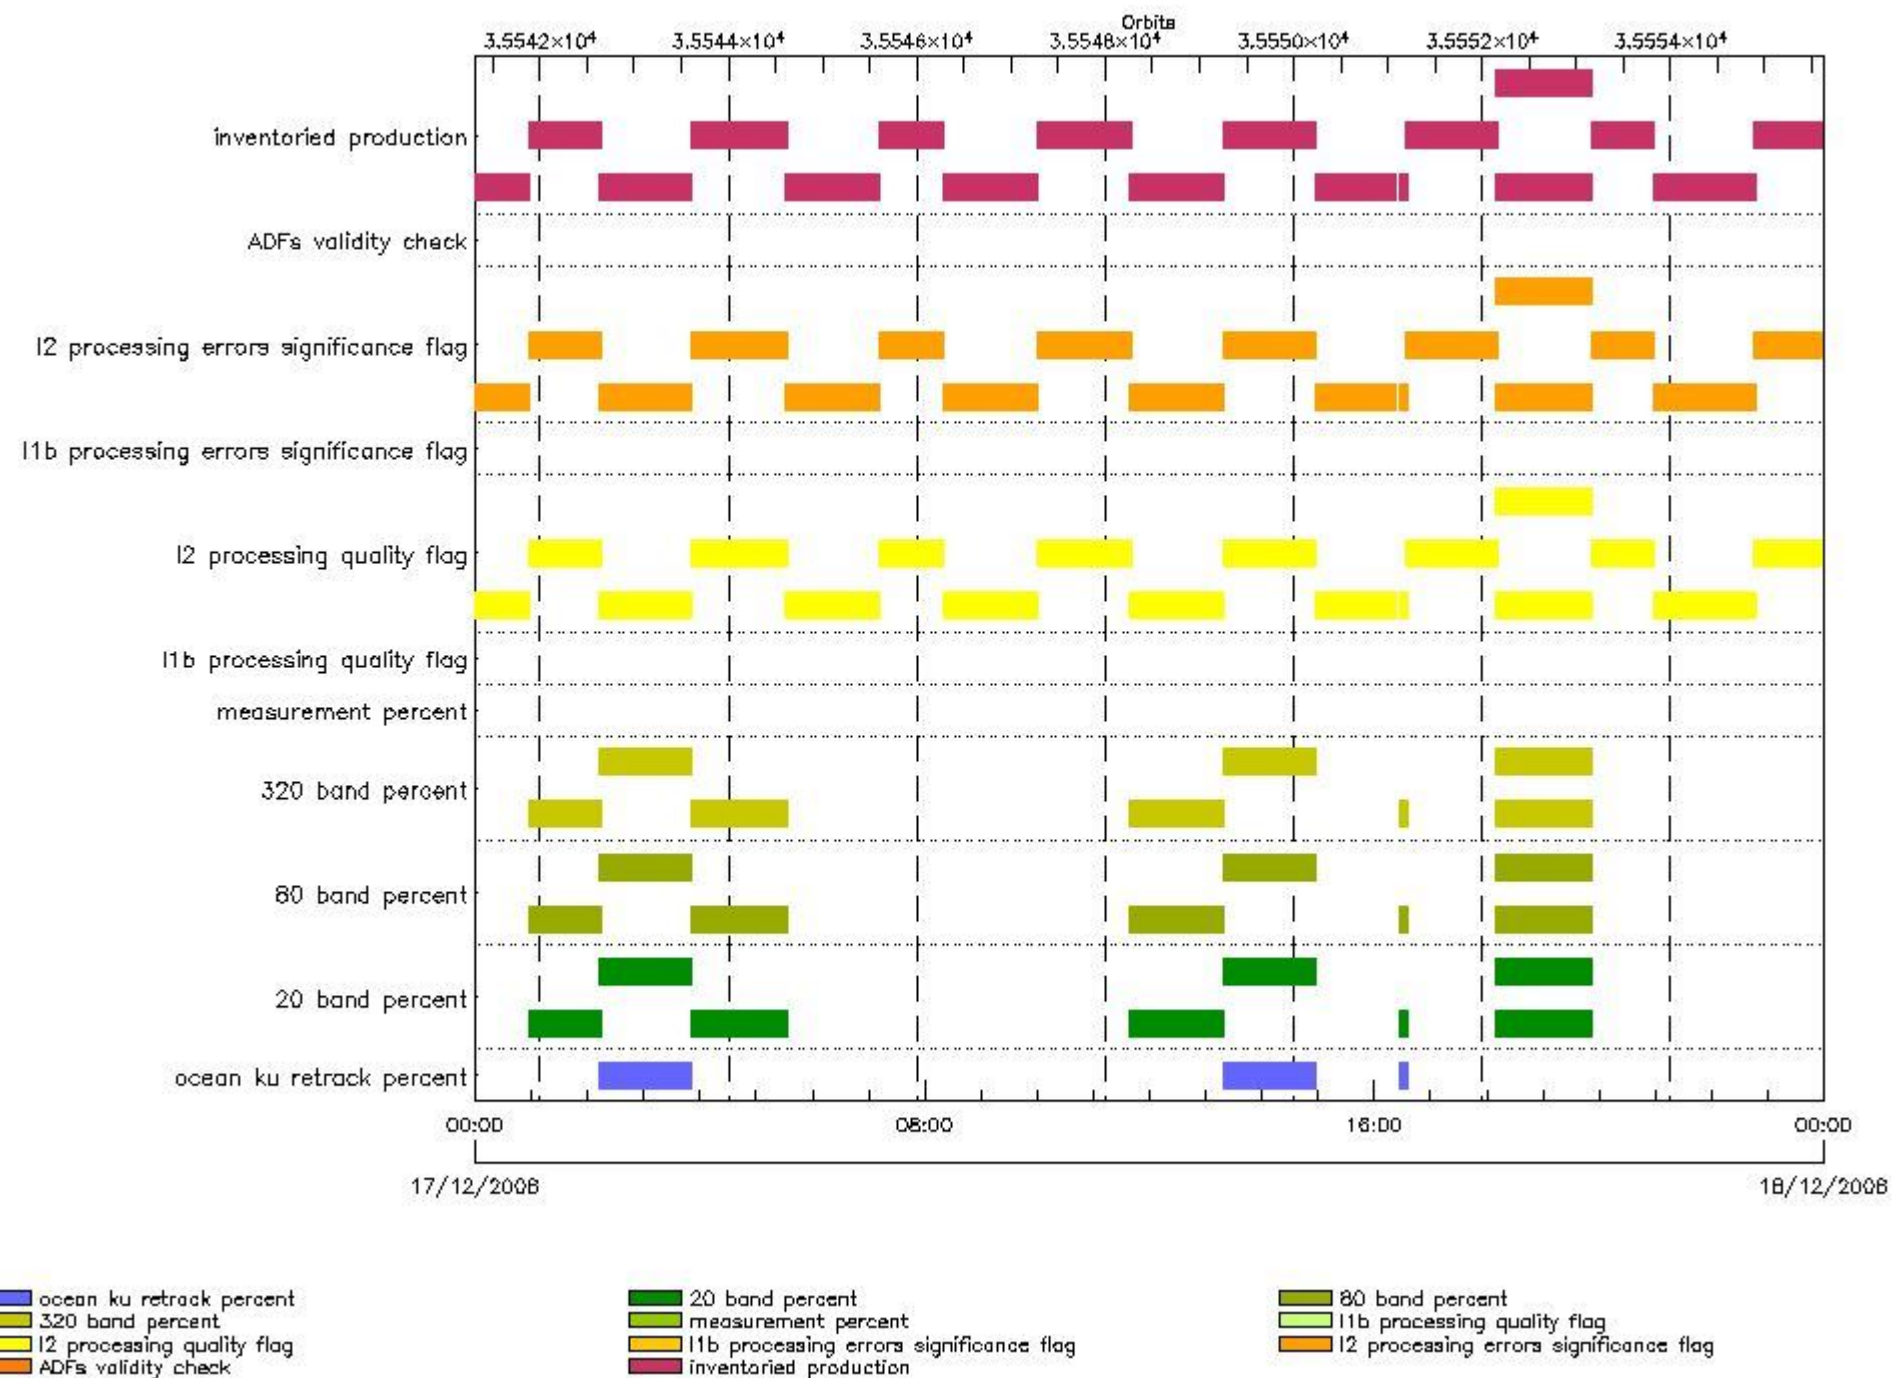 Orbits
3.5542×10⁴ 3.5544×10⁴ 3.5546×10⁴ 3.5548×10⁴ 3.5550×10⁴ 3.5552×10⁴ 3.5554×10⁴
inventoried production
ADFs validity check
l2 processing errors significance flag
l1b processing errors significance flag
l2 processing quality flag
l1b processing quality flag
measurement percent
320 band percent
80 band percent
20 band percent
ocean ku retrack percent
00:00 08:00 16:00 00:00
17/12/2008 18/12/2008
ocean ku retrack percent 20 band percent 80 band percent
320 band percent measurement percent l1b processing quality flag
l2 processing quality flag l1b processing errors significance flag l2 processing errors significance flag
ADFs validity check inventoried production